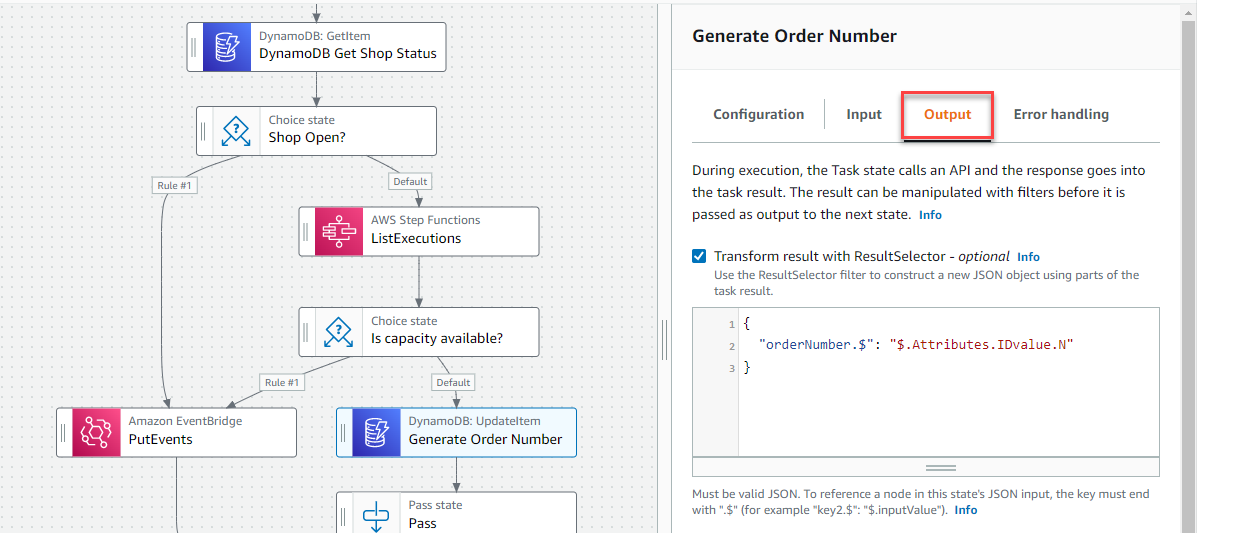 DynamoDB: GetItem
DynamoDB Get Shop Status
Choice state
Shop Open?
Rule #1
Default
AWS Step Functions
ListExecutions
Choice state
Is capacity available?
Rule #1
Default
Amazon EventBridge
PutEvents
DynamoDB: UpdateItem
Generate Order Number
Pass state
Pass
Generate Order Number
Configuration Input Output Error handling
During execution, the Task state calls an API and the response goes into
the task result. The result can be manipulated with filters before it is
passed as output to the next state. Info
Transform result with ResultSelector - optional Info
Use the ResultSelector filter to construct a new JSON object using parts of the
task result.
1 {
2 "orderNumber.$": "$.Attributes.IDvalue.N"
3 }
Must be valid JSON. To reference a node in this state's JSON input, the key must end
with ".$" (for example "key2.$": "$.inputValue"). Info